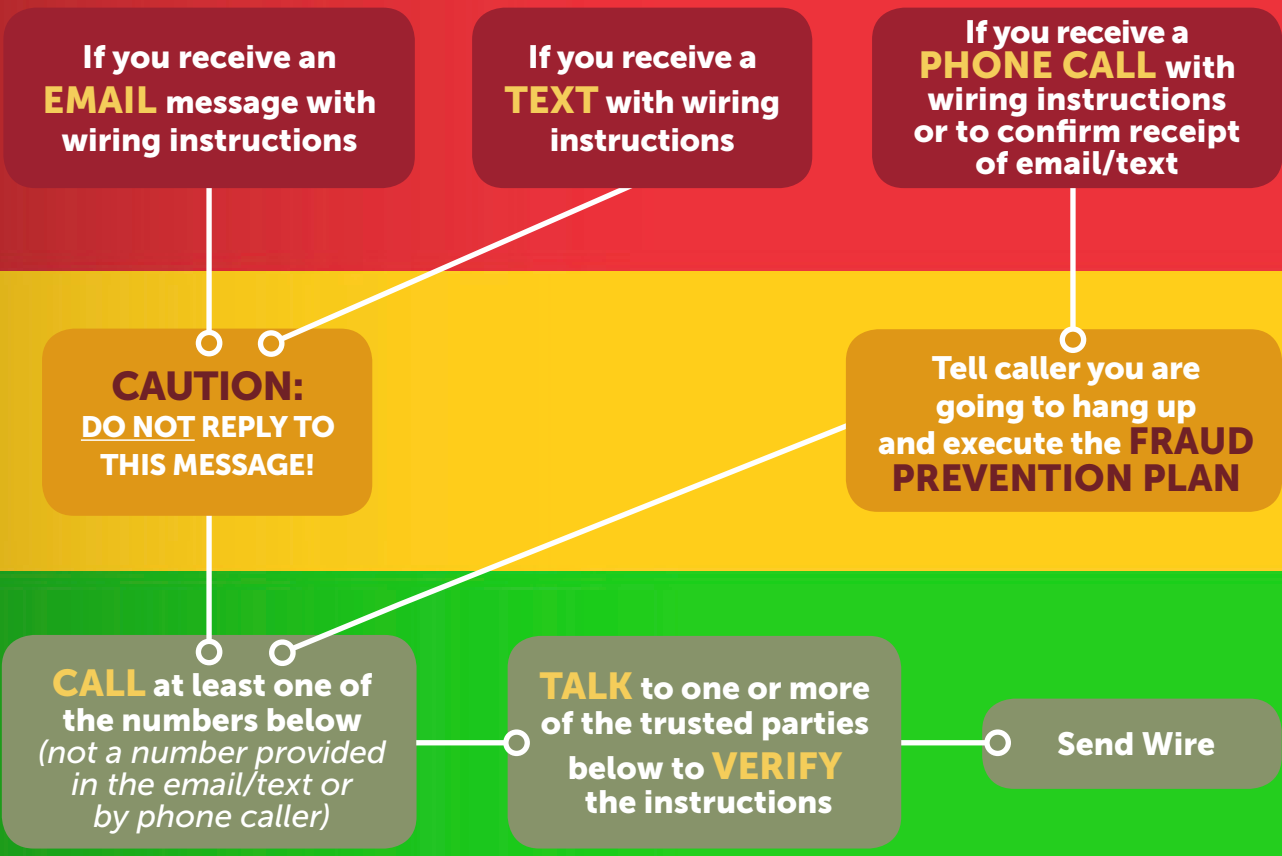 If you receive an
EMAIL message with
wiring instructions
If you receive a
TEXT with wiring
instructions
If you receive a
PHONE CALL with
wiring instructions
or to confirm receipt
of email/text
CAUTION:
DO NOT REPLY TO
THIS MESSAGE!
Tell caller you are
going to hang up
and execute the FRAUD
PREVENTION PLAN
CALL at least one of
the numbers below
(not a number provided
in the email/text or
by phone caller)
TALK to one or more
of the trusted parties
below to VERIFY
the instructions
Send Wire